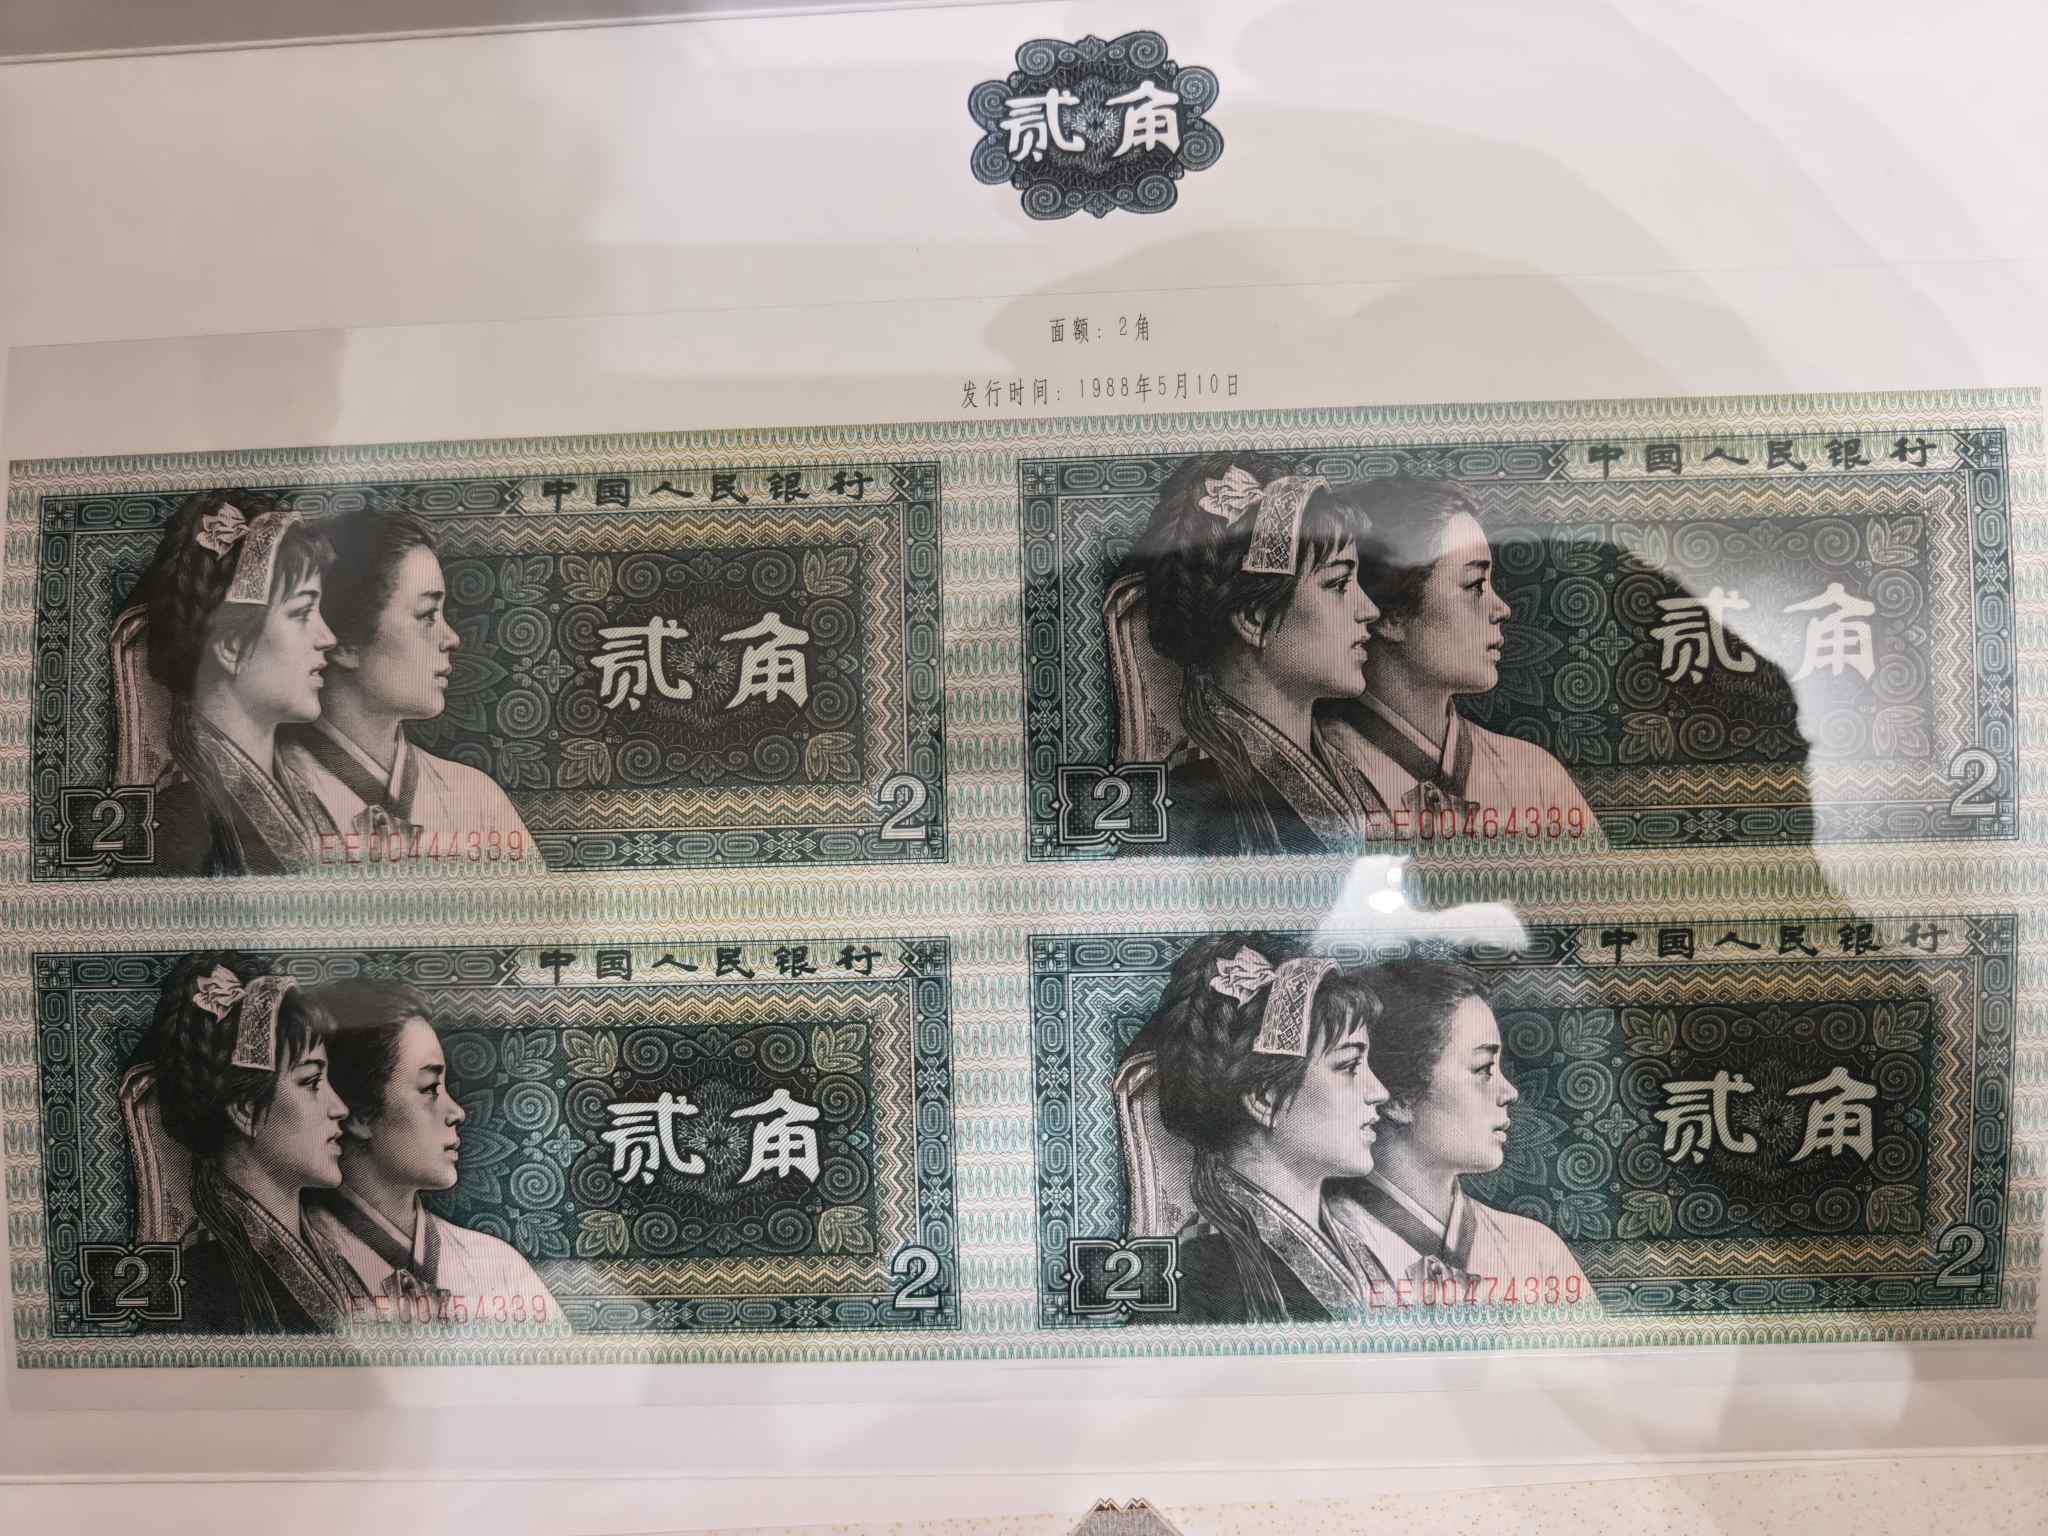 贰角
面额：2角
发行时间：1988年5月10日
中国人民银行
贰角
2
2
EE00444339
中国人民银行
贰角
2
2
EE00464339
中国人民银行
贰角
2
2
EE00454339
中国人民银行
贰角
2
2
EE00474339